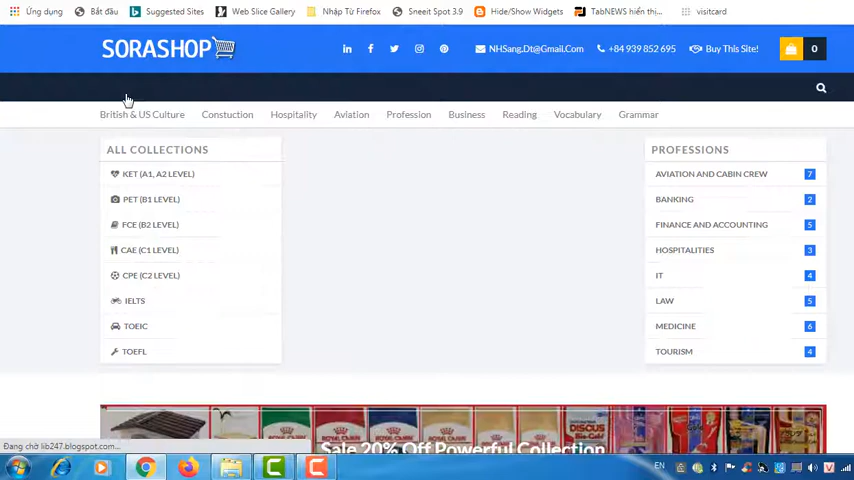 Ứng dụng Bắt đầu Suggested Sites Web Slice Gallery Nhập Từ Firefox Sneeit Spot 3.9 Hide/Show Widgets TabNEWS hiển thị... visitcard
SORASHOP NHSang.Dt@Gmail.Com +84 939 852 695 Buy This Site! 0
British & US Culture Constuction Hospitality Aviation Profession Business Reading Vocabulary Grammar
ALL COLLECTIONS
KET (A1, A2 LEVEL)
PET (B1 LEVEL)
FCE (B2 LEVEL)
CAE (C1 LEVEL)
CPE (C2 LEVEL)
IELTS
TOEIC
TOEFL
PROFESSIONS
AVIATION AND CABIN CREW 7
BANKING 2
FINANCE AND ACCOUNTING 5
HOSPITALITIES 3
IT 4
LAW 5
MEDICINE 6
TOURISM 4
ROYAL CANIN ROYAL CANIN DISCUS
Sale 20% Off Powerful Collection
Đang chờ lib247.blogspot.com...
EN V